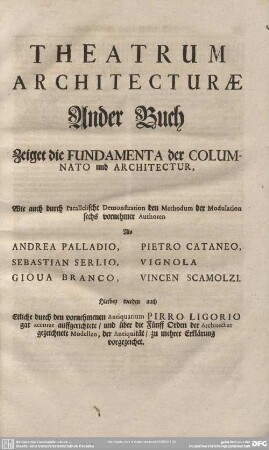 THEATRUM
ARCHITECTURÆ
Ander Buch
Zeiget die FUNDAMENTA der COLUM-
NATO und ARCHITECTUR,
Wie auch durch Parallelische Demonstration den Methodum der Modulation
sechs vornehmer Authoren
Als
ANDREA PALLADIO,
SEBASTIAN SERLIO,
GIOUA BRANCO,
PIETRO CATANEO,
VIGNOLA
VINCEN SCAMOLZI.
Hierbey werden auch
Etliche durch den vornehmenen Antiquarium PIRRO LIGORIO
gar accurat auffgerichtete / und über die Fünff Orden der Architectur
gezeichnete Modellen, der Antiquität / zu mehrer Erklärung
vorgezeichet.